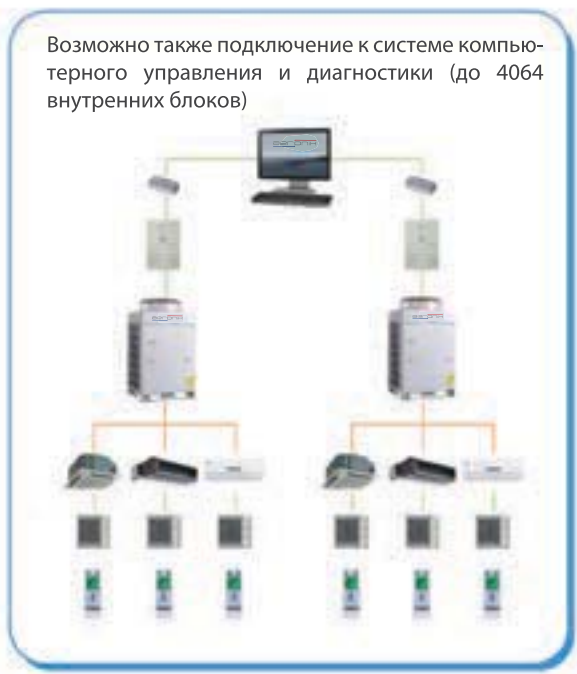 Возможно также подключение к системе компью-
терного управления и диагностики (до 4064
внутренних блоков)